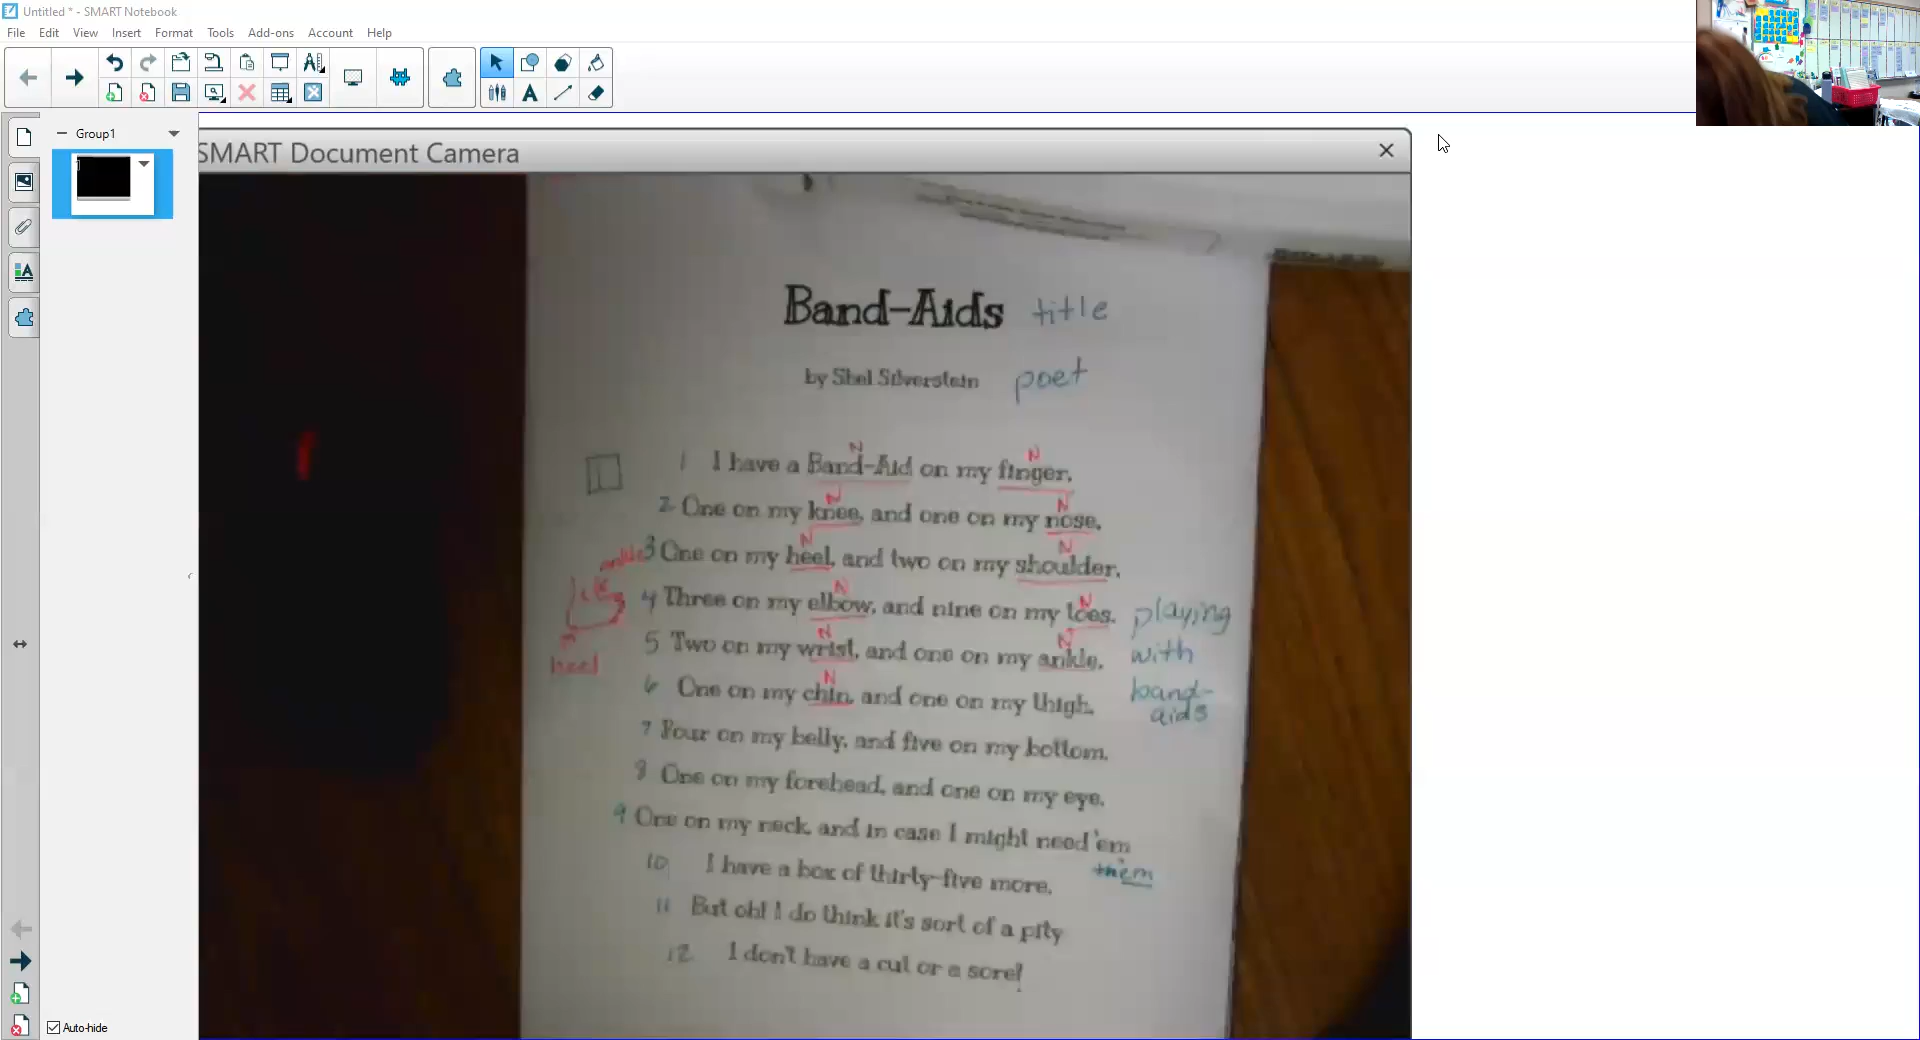 Untitled * - SMART Notebook
File Edit View Insert Format Tools Add-ons Account Help
Group1
SMART Document Camera
Band-Aids title
by Shel Silverstein poet
N N
1 I have a Band-Aid on my finger,
N N
2 One on my knee, and one on my nose,
N N
ankle 3 One on my heel, and two on my shoulder,
N N
4 Three on my elbow, and nine on my toes. playing
N N
5 Two on my wrist, and one on my ankle, with
heel
N
6 One on my chin, and one on my thigh, band-
aids
7 Four on my belly, and five on my bottom,
8 One on my forehead, and one on my eye.
9 One on my neck, and in case I might need 'em
them
10 I have a box of thirty-five more.
11 But oh! I do think it's sort of a pity
12 I don't have a cut or a sore!
Auto-hide